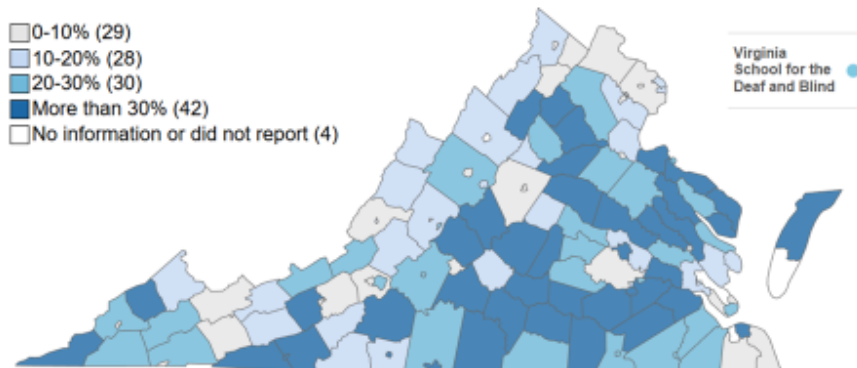 0-10% (29)
10-20% (28)
20-30% (30)
More than 30% (42)
No information or did not report (4)
Virginia
School for the
Deaf and Blind